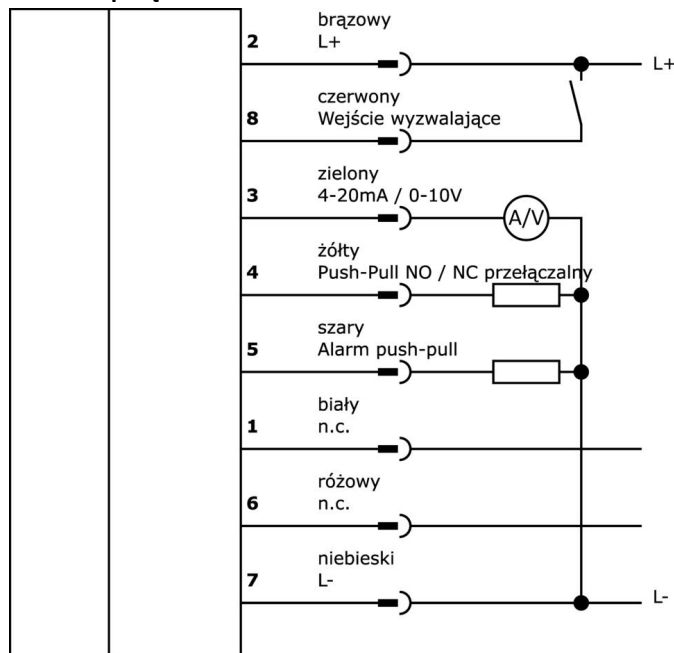 brązowy
2 L+
L+
czerwony
8 Wejście wyzwalające
zielony
3 4-20mA / 0-10V
A/V
żółty
4 Push-Pull NO / NC przełączalny
szary
5 Alarm push-pull
biały
1 n.c.
różowy
6 n.c.
niebieski
7 L-
L-